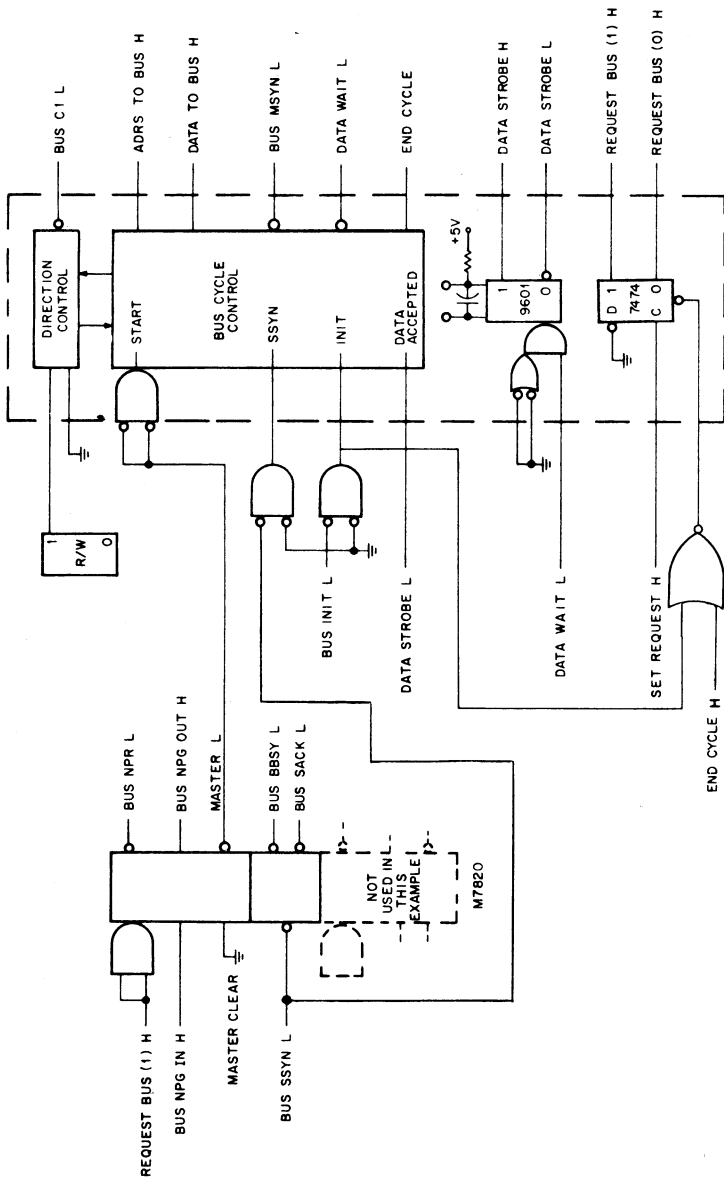 REQUEST BUS (1) H
BUS NPG IN H
MASTER CLEAR
BUS SSYN L
BUS NPR L
BUS NPG OUT H
MASTER L
BUS BBSY L
BUS SACK L
NOT
USED IN
THIS
EXAMPLE
M7820
1
R/W
0
BUS INIT L
DATA STROBE L
DATA WAIT L
SET REQUEST H
END CYCLE H
DIRECTION
CONTROL
START
BUS CYCLE
CONTROL
SSYN
INIT
DATA
ACCEPTED
+5V
1
9601
0
D 1
7474
C 0
BUS C1 L
ADRS TO BUS H
DATA TO BUS H
BUS MSYN L
DATA WAIT L
END CYCLE
DATA STROBE H
DATA STROBE L
REQUEST BUS (1) H
REQUEST BUS (0) H